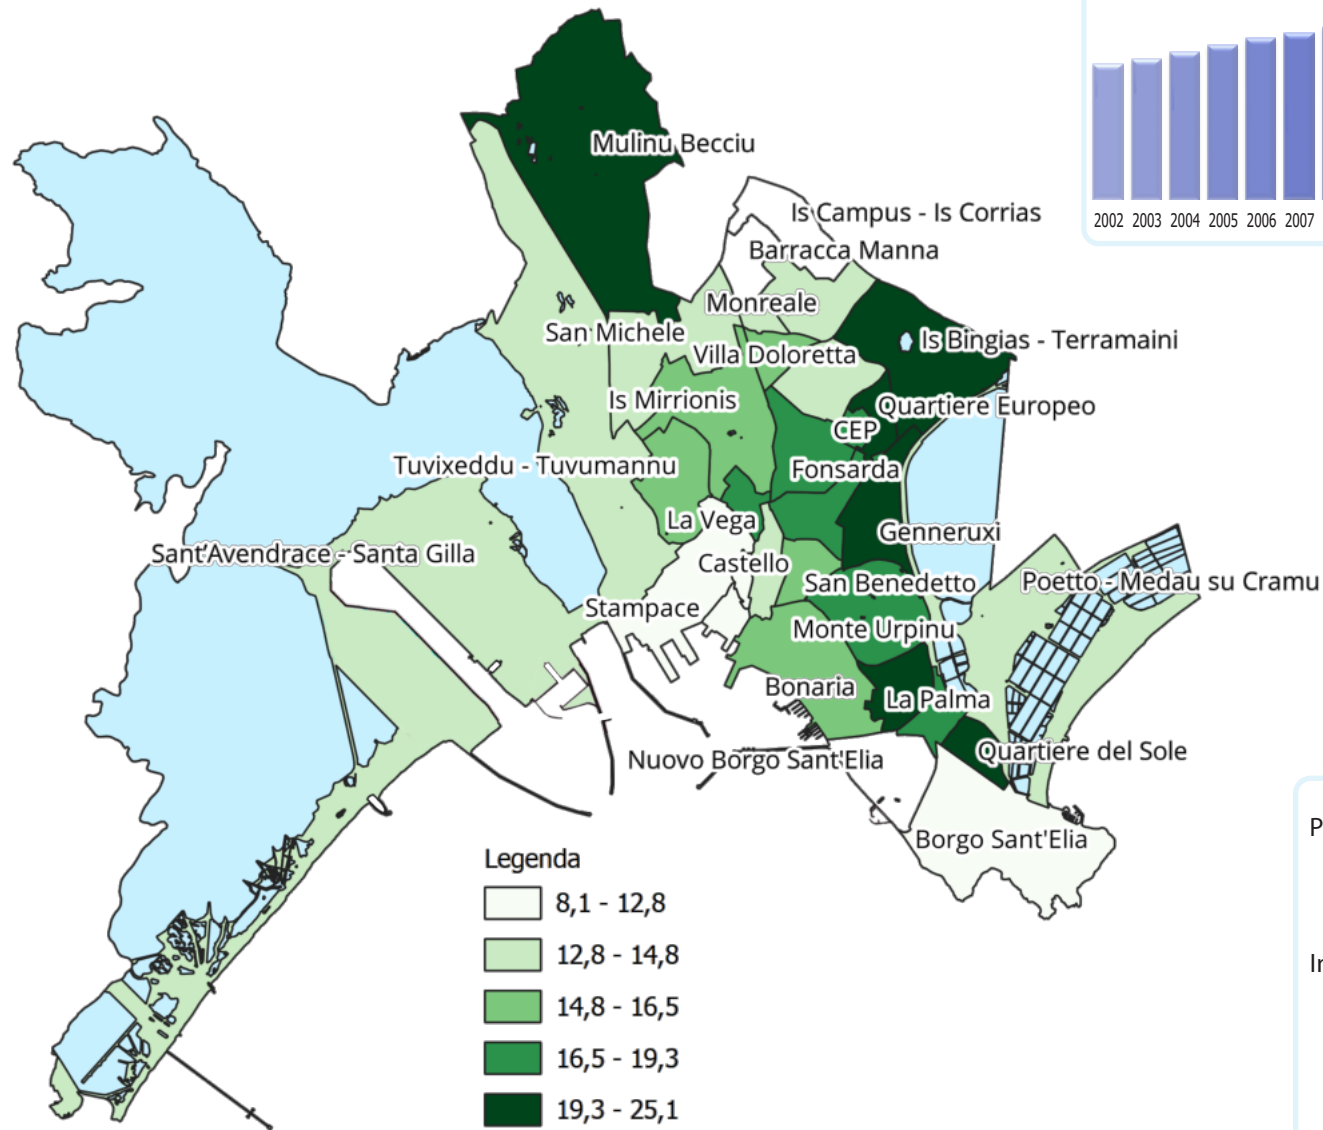 Mulinu Becciu
Is Campus - Is Corrias
Barracca Manna
2002 2003 2004 2005 2006 2007
Monreale
San Michele
Is Bingias - Terramaini
Villa Doloretta
Is Mirrionis
Quartiere Europeo
CEP
Tuvixeddu - Tuvumannu
Fonsarda
La Vega
Genneruxi
Sant'Avendrace - Santa Gilla
Castello
San Benedetto
Poetto - Medau su Cramu
Stampace
Monte Urpinu
Bonaria
La Palma
Nuovo Borgo Sant'Elia
Quartiere del Sole
Borgo Sant'Elia
Legenda
8,1 - 12,8
12,8 - 14,8
14,8 - 16,5
16,5 - 19,3
19,3 - 25,1